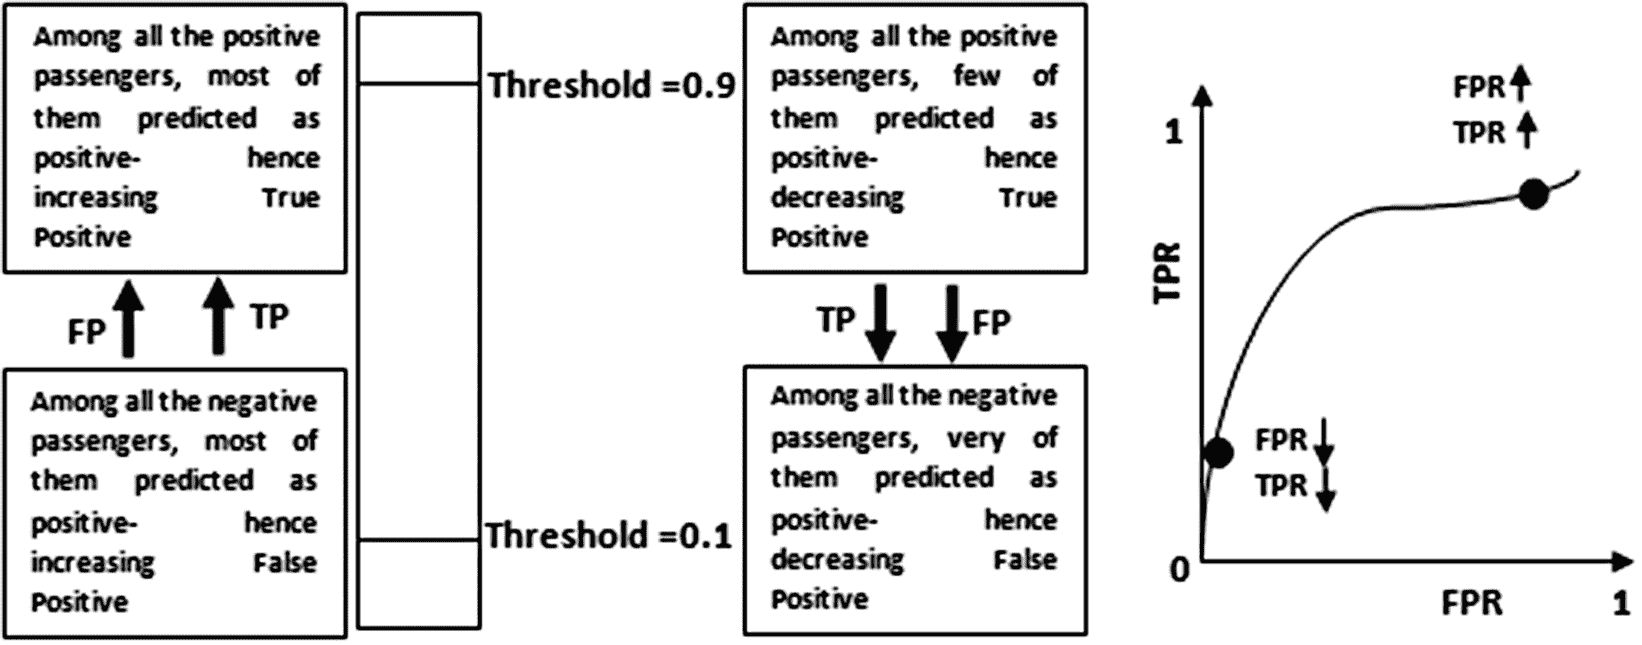 Among all the positive
passengers, most of
them predicted as
positive- hence
increasing True
Positive
FP
TP
Among all the negative
passengers, most of
them predicted as
positive- hence
increasing False
Positive
Threshold =0.9
Threshold =0.1
Among all the positive
passengers, few of
them predicted as
positive- hence
decreasing True
Positive
TP
FP
Among all the negative
passengers, very of
them predicted as
positive- hence
decreasing False
Positive
FPR
TPR
1
TPR
FPR
TPR
0
FPR
1